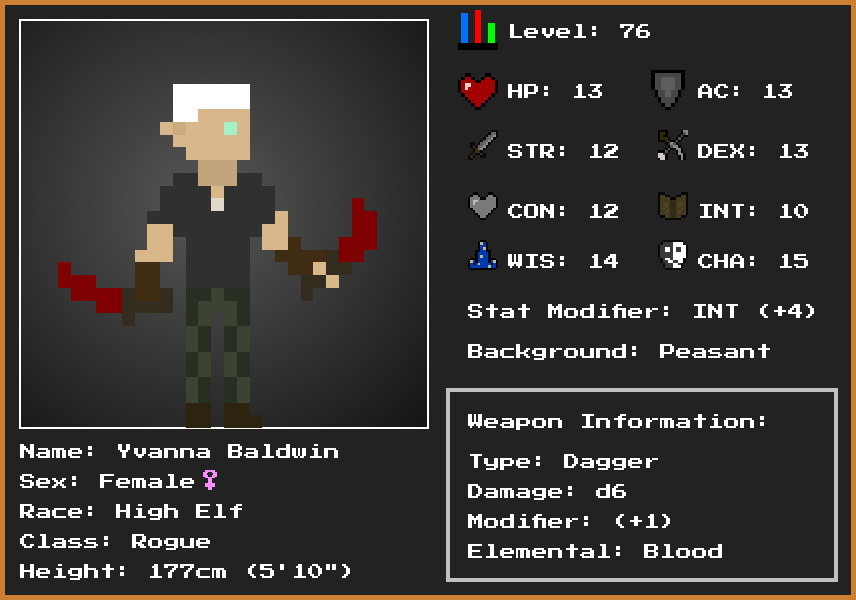 Level: 76
HP: 13
AC: 13
STR: 12
DEX: 13
CON: 12
INT: 10
WIS: 14
CHA: 15
Stat Modifier: INT (+4)
Background: Peasant
Weapon Information:
Type: Dagger
Damage: d6
Modifier: (+1)
Elemental: Blood
Name: Yvanna Baldwin
Sex: Female♀
Race: High Elf
Class: Rogue
Height: 177cm (5'10")